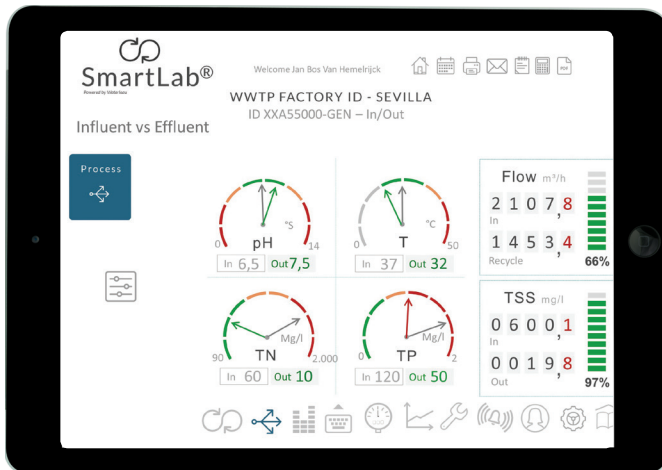 SmartLab®
Welcome Jan Bos Van Hemelrijck
PDF
WWTP FACTORY ID - SEVILLA
ID XXA55000-GEN – In/Out
Influent vs Effluent
Process
°S
0 pH 14
In 6,5 Out 7,5
°C
0 T 50
In 37 Out 32
Flow m³/h
2 1 0 7,8
In
1 4 5 3,4
Recycle 66%
Mg/l
90 TN 2.000
In 60 Out 10
Mg/l
0 TP 2
In 120 Out 50
TSS mg/l
0 6 0 0,1
In
0 0 1 9,8
Out 97%